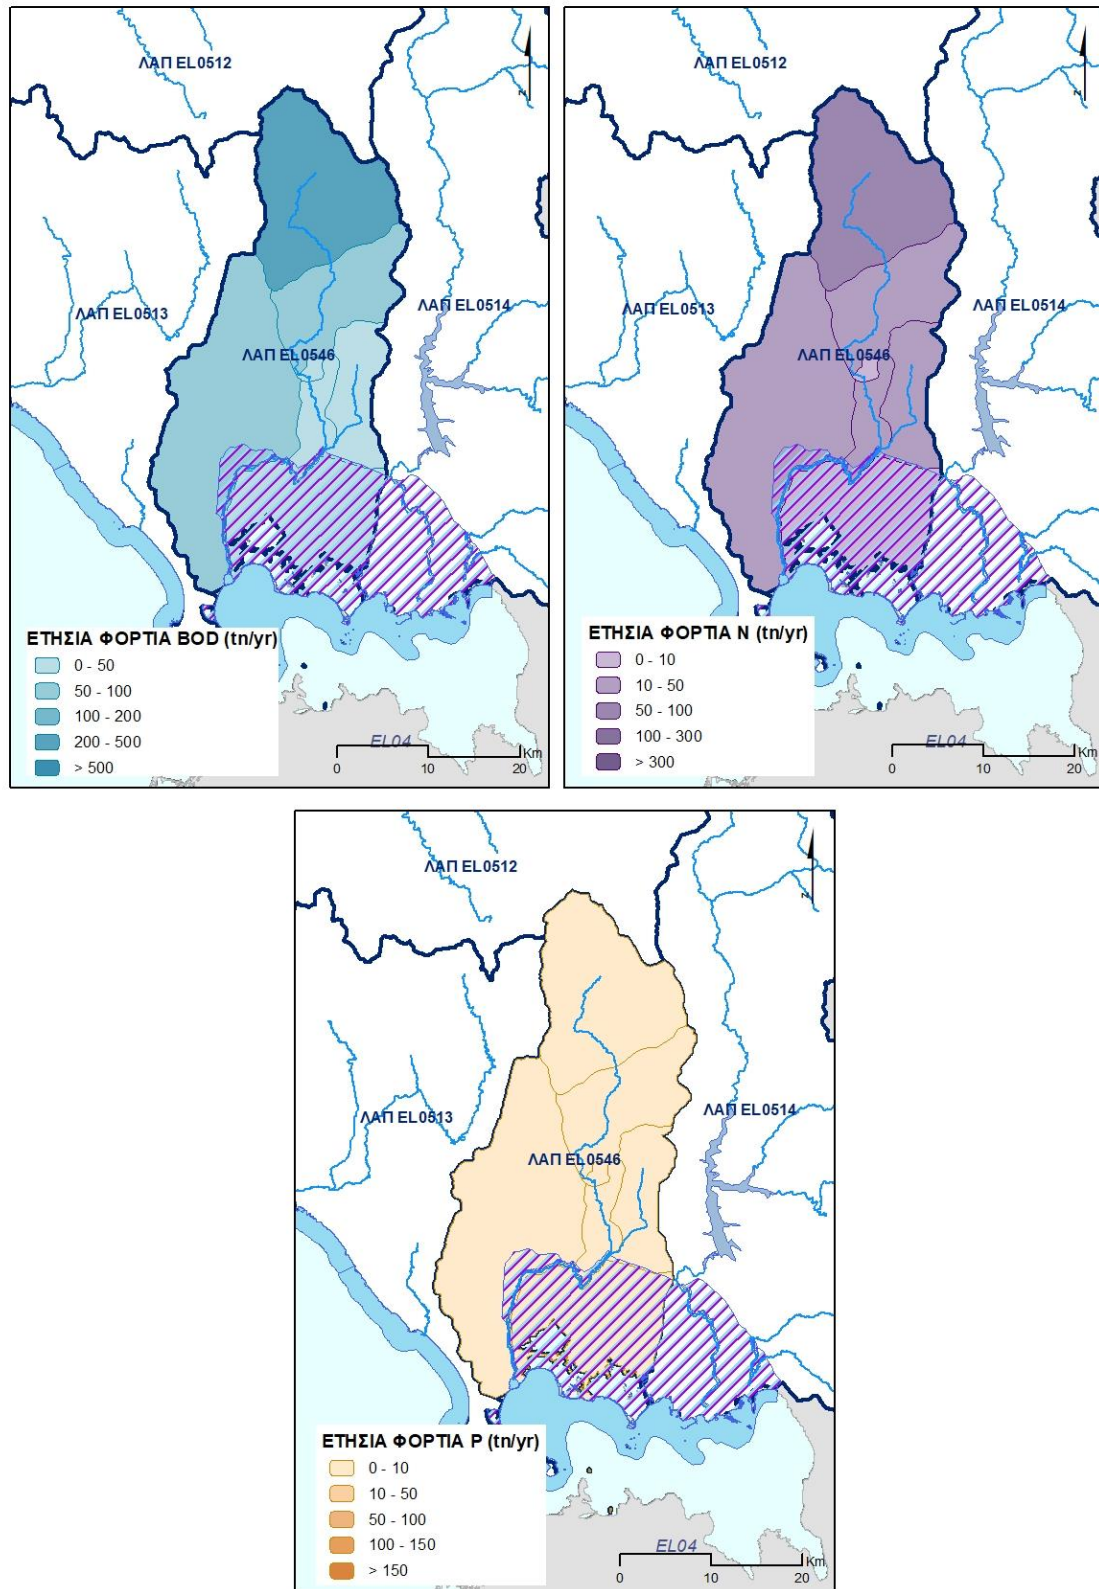 ΛΑΠ EL0512
ΛΑΠ EL0513
ΛΑΠ EL0514
ΛΑΠ EL0546
ΕΤΗΣΙΑ ΦΟΡΤΙΑ BOD (tn/yr)
0 - 50
50 - 100
100 - 200
200 - 500
> 500
EL04
Km
0 10 20
N
ΛΑΠ EL0512
ΛΑΠ EL0513
ΛΑΠ EL0514
ΛΑΠ EL0546
ΕΤΗΣΙΑ ΦΟΡΤΙΑ N (tn/yr)
0 - 10
10 - 50
50 - 100
100 - 300
> 300
EL04
Km
0 10 20
N
ΛΑΠ EL0512
ΛΑΠ EL0513
ΛΑΠ EL0514
ΛΑΠ EL0546
ΕΤΗΣΙΑ ΦΟΡΤΙΑ P (tn/yr)
0 - 10
10 - 50
50 - 100
100 - 150
> 150
EL04
Km
0 10 20
N